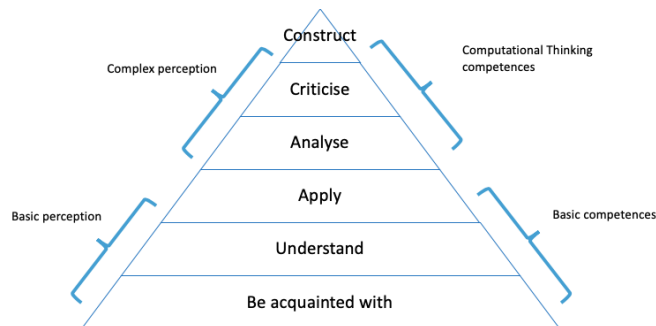 Construct
Computational Thinking
competences
Complex perception
Criticise
Analyse
Apply
Basic perception
Basic competences
Understand
Be acquainted with